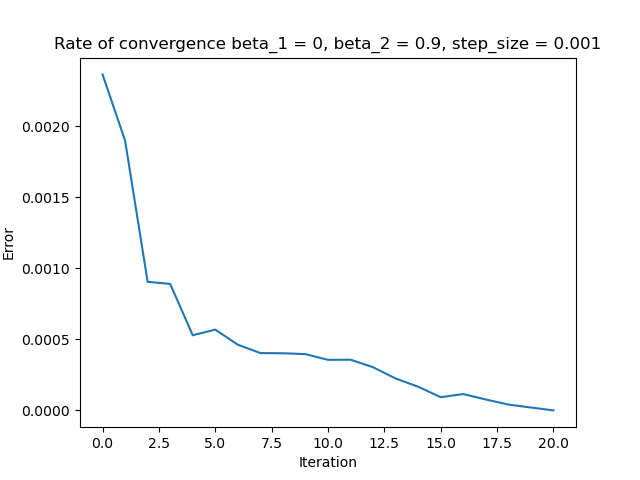 Rate of convergence beta_1 = 0, beta_2 = 0.9, step_size = 0.001
0.0020
0.0015
0.0010
0.0005
0.0000
Error
0.0 2.5 5.0 7.5 10.0 12.5 15.0 17.5 20.0
Iteration